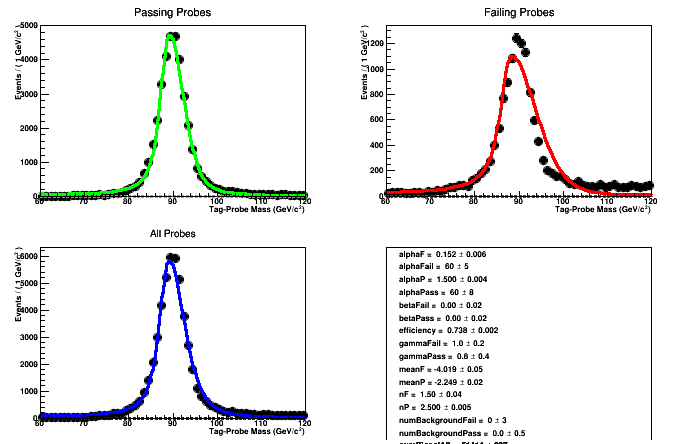 Passing Probes
Events / ( 1 GeV/c² )
5000
4000
3000
2000
1000
0
60 70 80 90 100 110 120
Tag-Probe Mass (GeV/c²)
Failing Probes
Events / ( 1 GeV/c² )
1200
1000
800
600
400
200
60 70 80 90 100 110 120
Tag-Probe Mass (GeV/c²)
All Probes
Events / ( 1 GeV/c² )
6000
5000
4000
3000
2000
1000
0
60 70 80 90 100 110 120
Tag-Probe Mass (GeV/c²)
alphaF = 0.152 ± 0.006
alphaFail = 60 ± 5
alphaP = 1.500 ± 0.004
alphaPass = 60 ± 8
betaFail = 0.00 ± 0.02
betaPass = 0.00 ± 0.02
efficiency = 0.738 ± 0.002
gammaFail = 1.0 ± 0.2
gammaPass = 0.8 ± 0.4
meanF = -4.019 ± 0.05
meanP = -2.249 ± 0.02
nF = 1.50 ± 0.04
nP = 2.500 ± 0.005
numBackgroundFail = 0 ± 3
numBackgroundPass = 0.0 ± 0.5